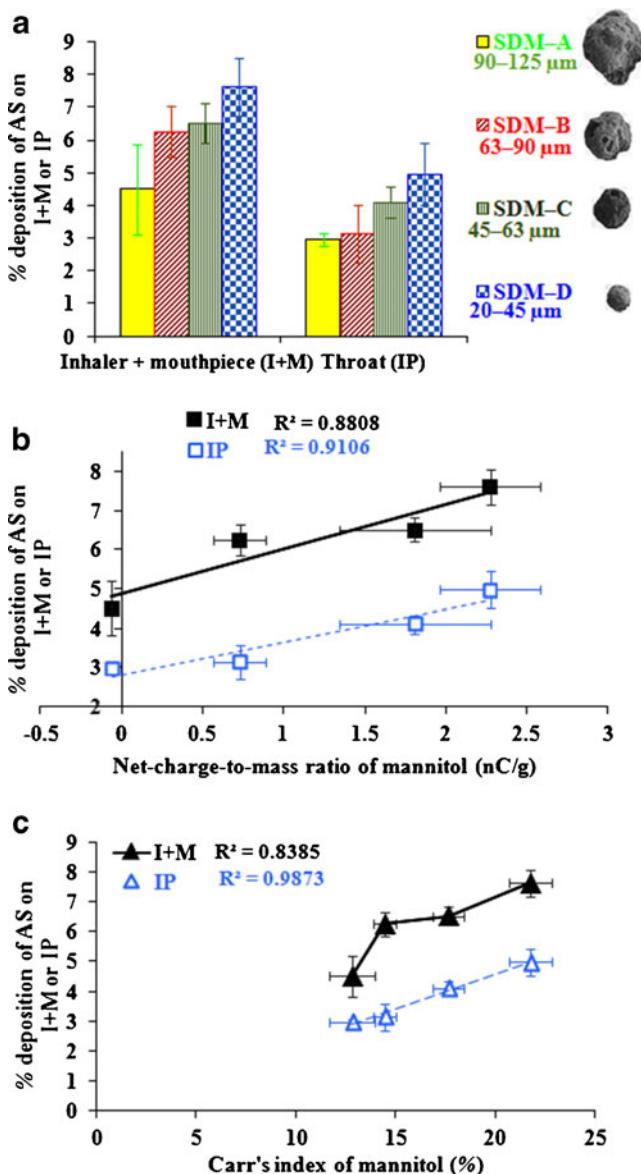 a
% deposition of AS on
I+M or IP
9
8
7
6
5
4
3
2
1
0
Inhaler + mouthpiece (I+M) Throat (IP)
SDM–A
90–125 µm
SDM–B
63–90 µm
SDM–C
45–63 µm
SDM–D
20–45 µm
b
I+M R² = 0.8808
IP R² = 0.9106
% deposition of AS on
I+M or IP
8
7
6
5
4
3
2
-0.5 0 0.5 1 1.5 2 2.5 3
Net-charge-to-mass ratio of mannitol (nC/g)
c
I+M R² = 0.8385
IP R² = 0.9873
% deposition of AS on
I+M or IP
9
8
7
6
5
4
3
2
1
0
0 5 10 15 20 25
Carr's index of mannitol (%)